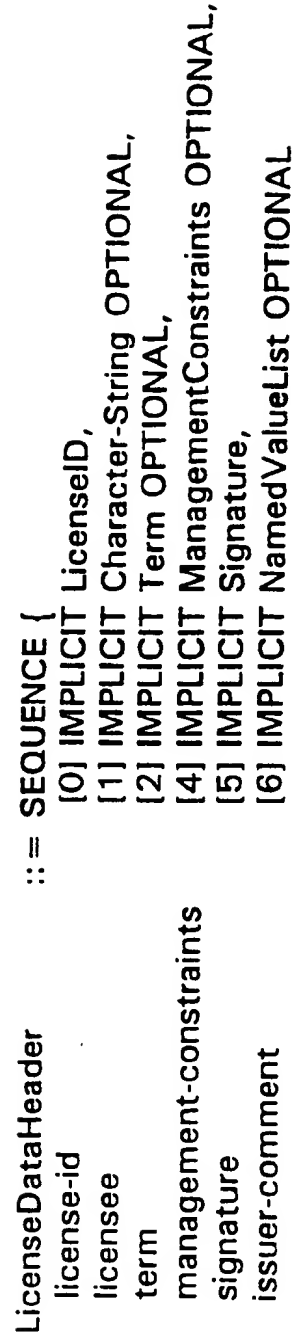 LicenseDataHeader ::= SEQUENCE {
license-id [0] IMPLICIT LicenseID,
licensee [1] IMPLICIT Character-String OPTIONAL,
term [2] IMPLICIT Term OPTIONAL,
management-constraints [4] IMPLICIT ManagementConstraints OPTIONAL,
signature [5] IMPLICIT Signature,
issuer-comment [6] IMPLICIT NamedValueList OPTIONAL